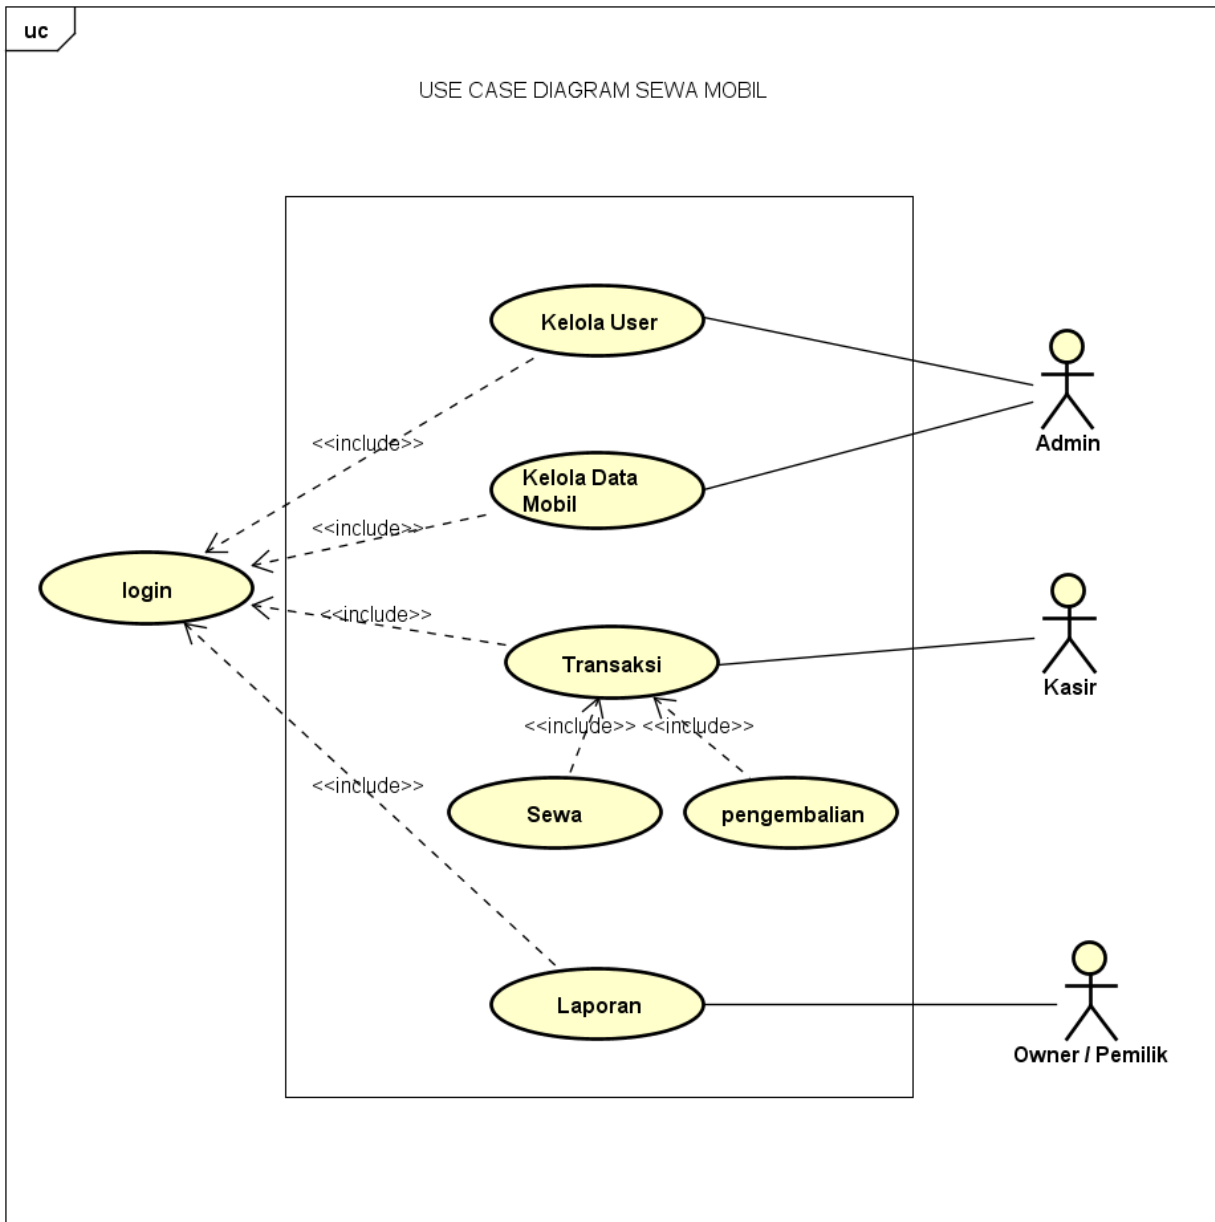 uc
USE CASE DIAGRAM SEWA MOBIL
Kelola User
Admin
<<include>>
Kelola Data
Mobil
<<include>>
login
<<include>>
Transaksi
Kasir
<<include>>
<<include>>
<<include>>
Sewa
pengembalian
Laporan
Owner / Pemilik